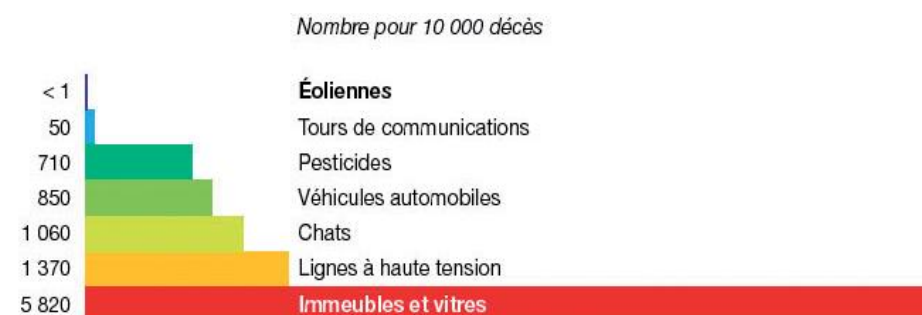 Nombre pour 10 000 décès
< 1 Éoliennes
50 Tours de communications
710 Pesticides
850 Véhicules automobiles
1 060 Chats
1 370 Lignes à haute tension
5 820 Immeubles et vitres